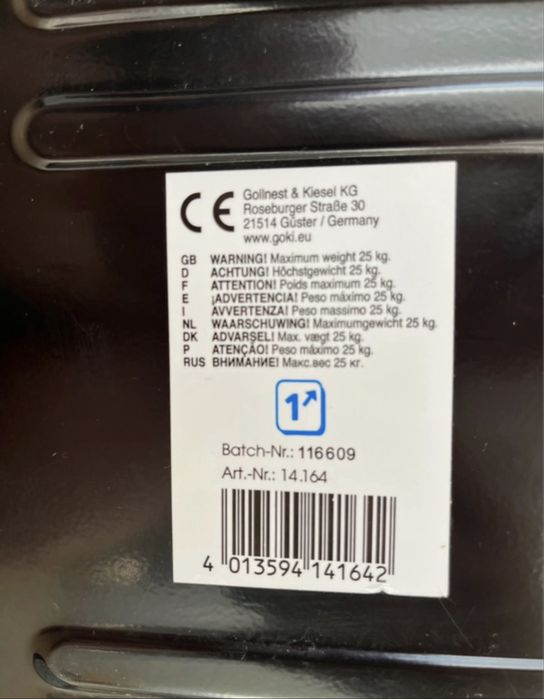 CE
Gollnest & Kiesel KG
Roseburger Straße 30
21514 Güster / Germany
www.goki.eu
GB WARNING! Maximum weight 25 kg.
D ACHTUNG! Höchstgewicht 25 kg.
F ATTENTION! Poids maximum 25 kg.
E ¡ADVERTENCIA! Peso máximo 25 kg.
I AVVERTENZA! Peso massimo 25 kg.
NL WAARSCHUWING! Maximumgewicht 25 kg.
DK ADVARSEL! Max. vægt 25 kg.
P ATENÇÃO! Peso máximo 25 kg.
RUS ВНИМАНИЕ! Макс.вес 25 кг.
1
Batch-Nr.: 116609
Art.-Nr.: 14.164
4 013594 141642